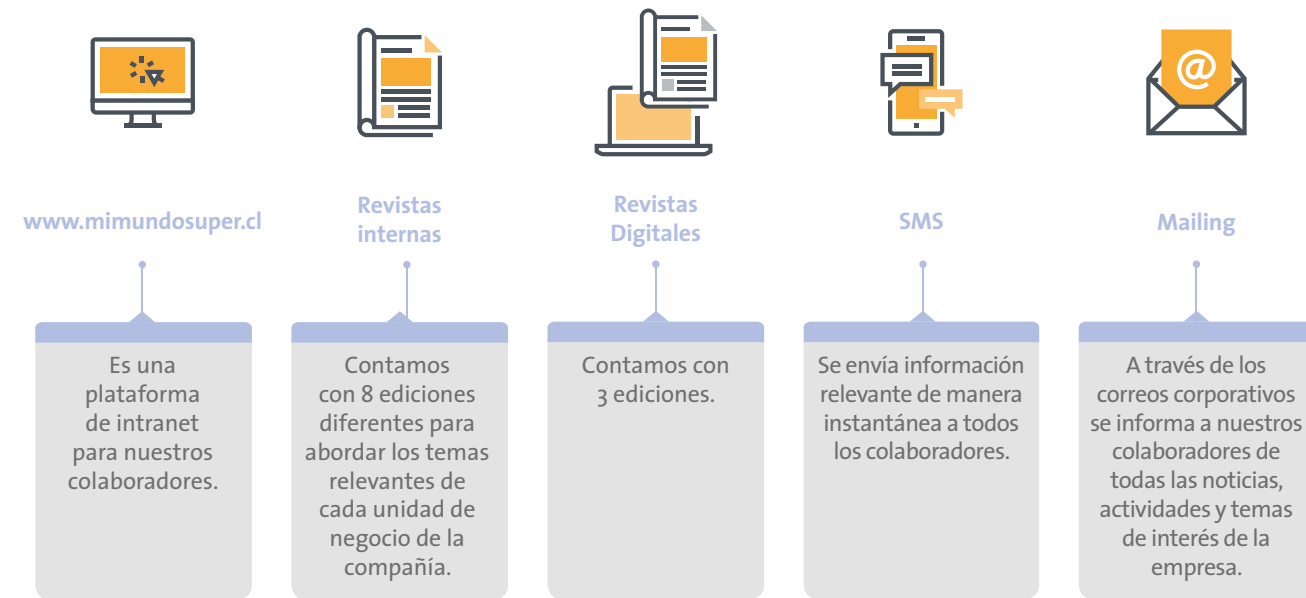 www.mimundosuper.cl
Es una
plataforma
de intranet
para nuestros
colaboradores.
Revistas
internas
Contamos
con 8 ediciones
diferentes para
abordar los temas
relevantes de
cada unidad de
negocio de la
compañía.
Revistas
Digitales
Contamos con
3 ediciones.
SMS
Se envía información
relevante de manera
instantánea a todos
los colaboradores.
@
Mailing
A través de los
correos corporativos
se informa a nuestros
colaboradores de
todas las noticias,
actividades y temas
de interés de la
empresa.